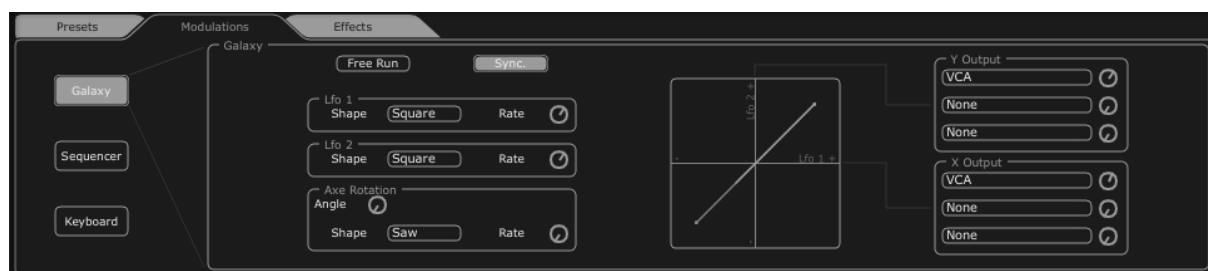 Presets
Modulations
Effects
Galaxy
Sequencer
Keyboard
Galaxy
Free Run
Sync.
Lfo 1
Shape Square Rate
Lfo 2
Shape Square Rate
Axe Rotation
Angle
Shape Saw Rate
Lfo 2 +
Lfo 1 +
Y Output
VCA
None
None
X Output
VCA
None
None